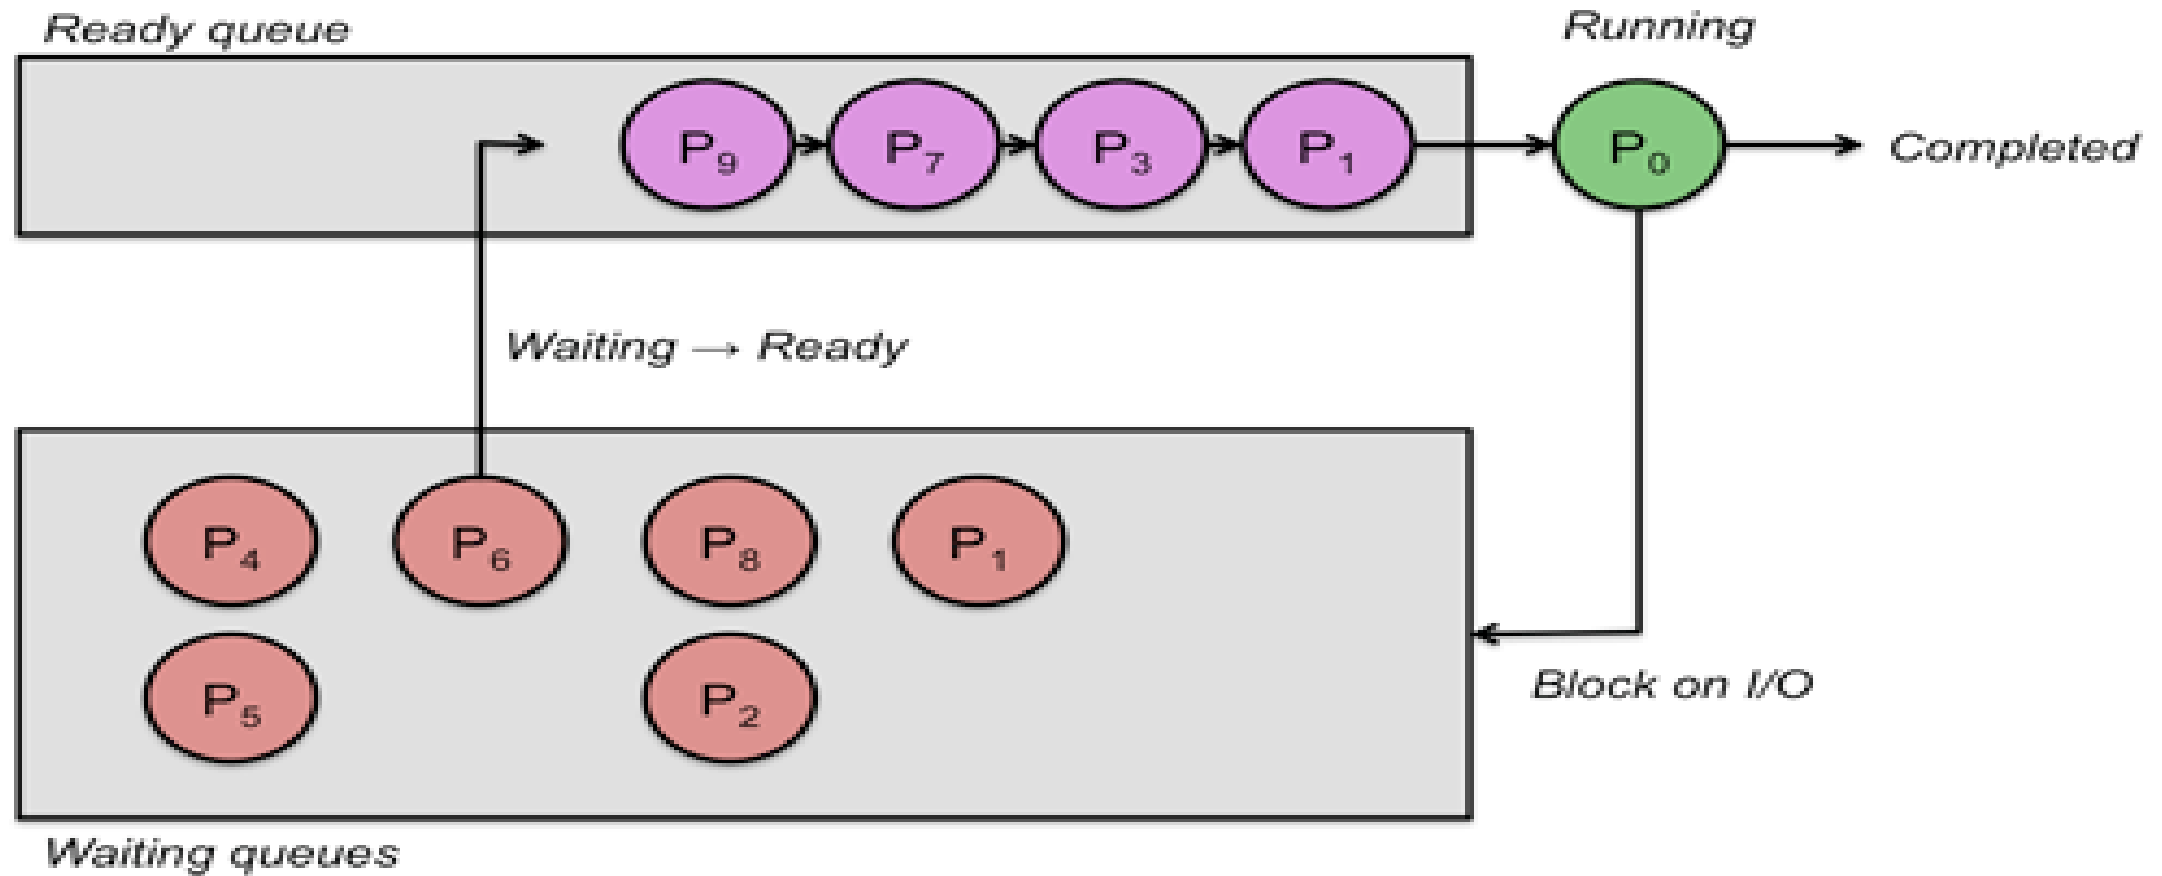 Ready queue
Running
P9
P7
P3
P1
P0
Completed
Waiting → Ready
P4
P6
P8
P1
P5
P2
Block on I/O
Waiting queues